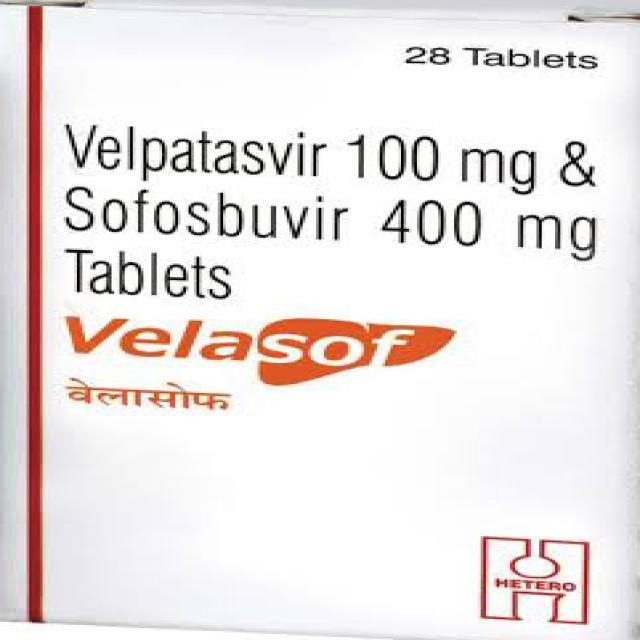 28 Tablets
Velpatasvir 100 mg &
Sofosbuvir 400 mg
Tablets
Velasof
वेलासोफ
HETERO